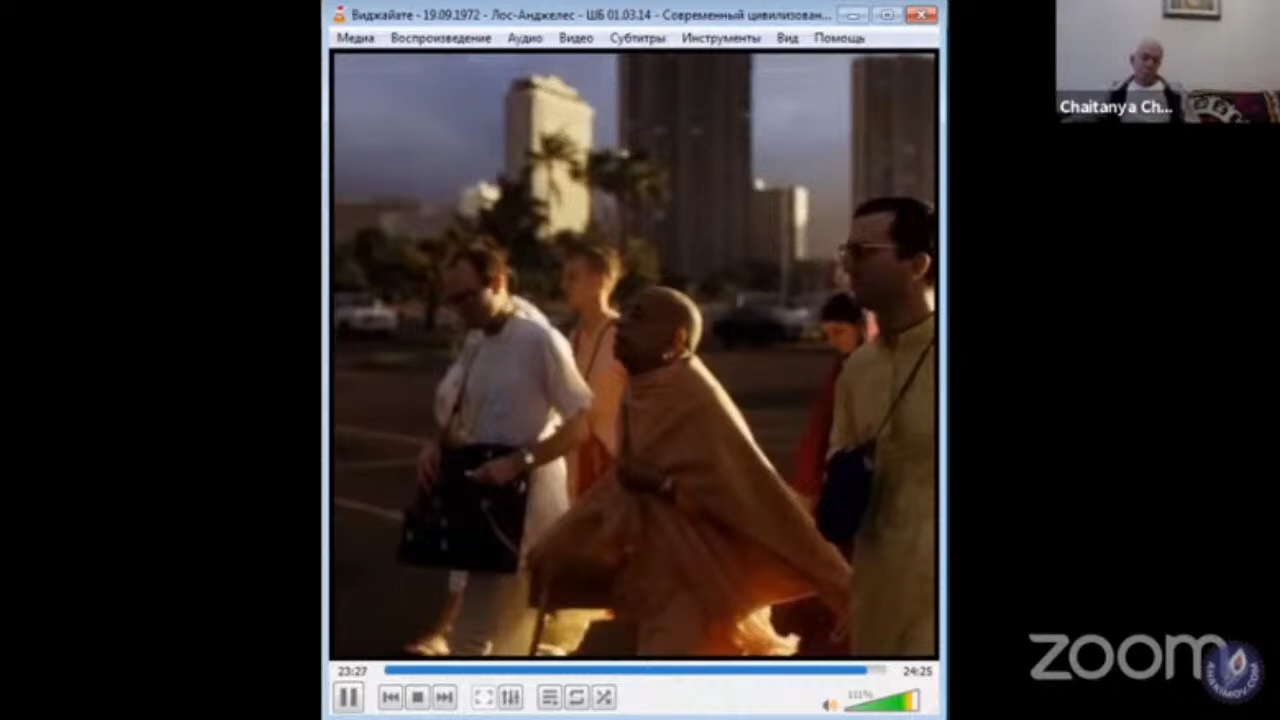 Виджайате - 19.09.1972 - Лос-Анджелес - ШБ 01.03.14 - Современный цивилизован...
Медиа Воспроизведение Аудио Видео Субтитры Инструменты Вид Помощь
Chaitanya Ch...
23:27
24:25
111%
zoom